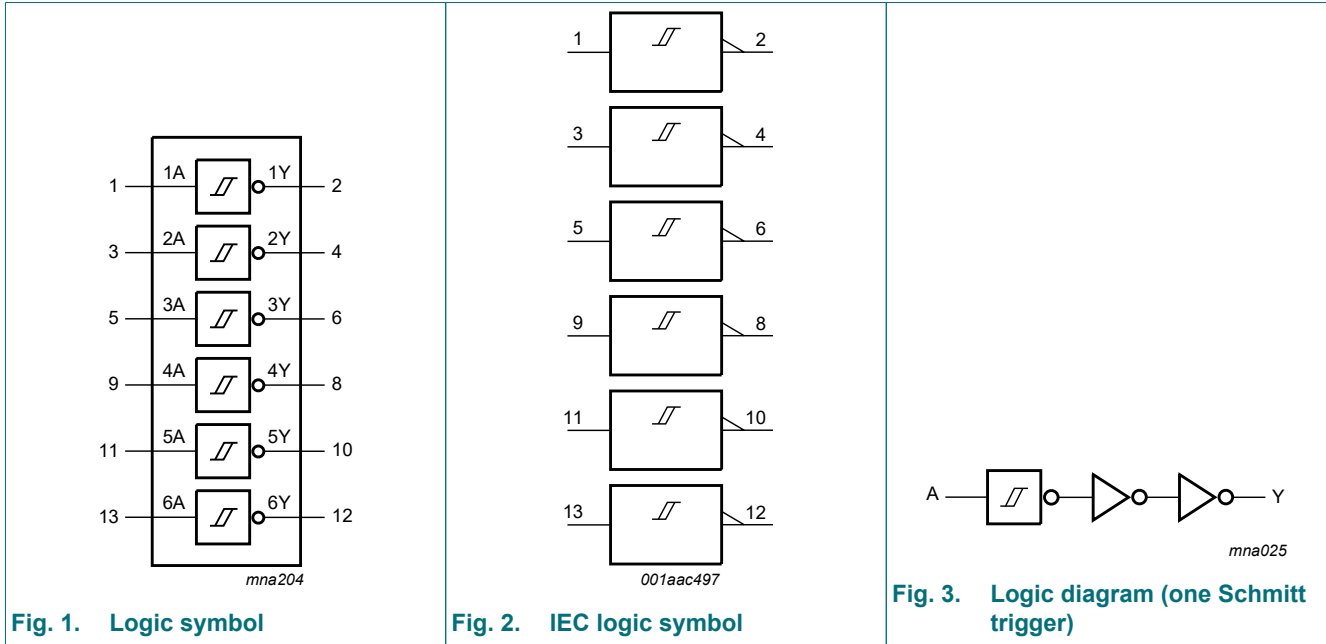 1 1A 1Y 2
3 2A 2Y 4
5 3A 3Y 6
9 4A 4Y 8
11 5A 5Y 10
13 6A 6Y 12
mna204
Fig. 1. Logic symbol
1 2
3 4
5 6
9 8
11 10
13 12
001aac497
Fig. 2. IEC logic symbol
A Y
mna025
Fig. 3. Logic diagram (one Schmitt
trigger)